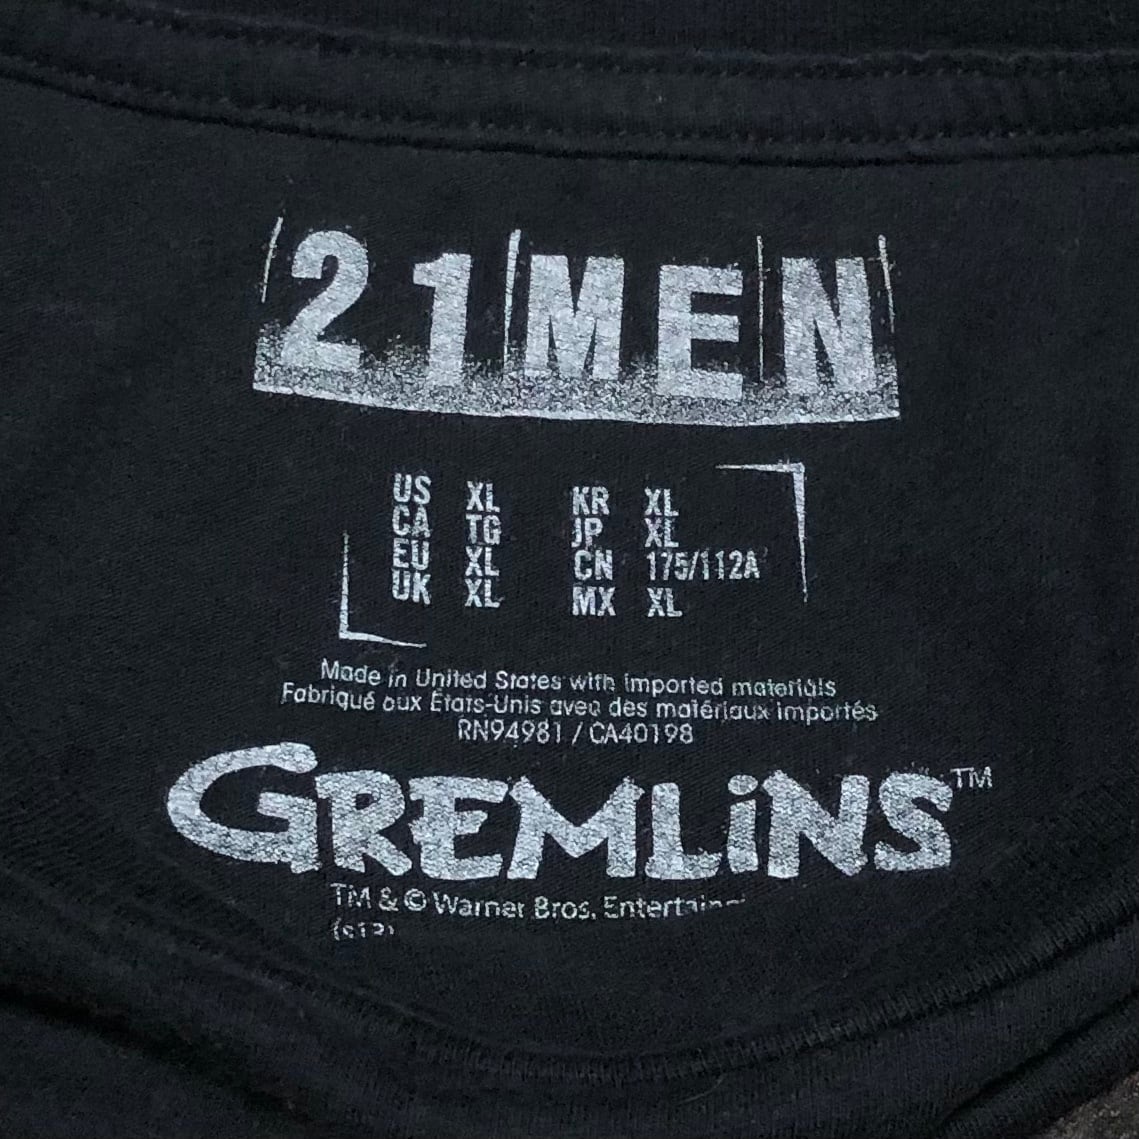 21 MEN
US XL KR XL
CA TG JP XL
EU XL CN 175/112A
UK XL MX XL
Made in United States with imported materials
Fabriqué aux États-Unis avec des matériaux importés
RN94981 / CA40198
GREMLiNS™
TM & © Warner Bros.